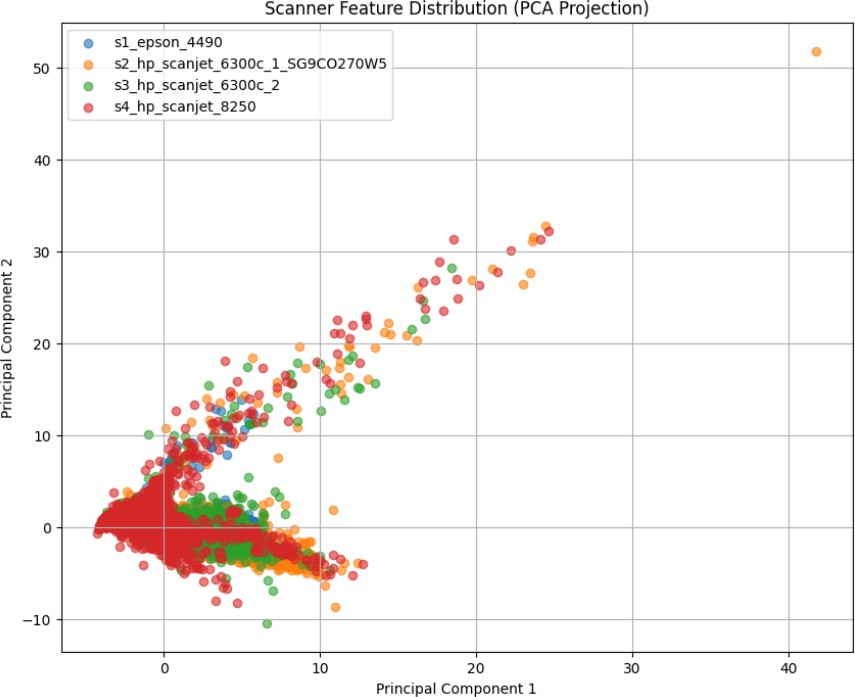 Scanner Feature Distribution (PCA Projection)
s1_epson_4490
s2_hp_scanjet_6300c_1_SG9CO270W5
s3_hp_scanjet_6300c_2
s4_hp_scanjet_8250
50
40
30
20
10
0
−10
Principal Component 2
0 10 20 30 40
Principal Component 1